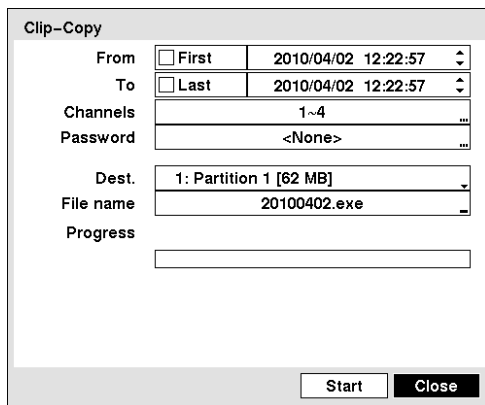 Clip-Copy
From First 2010/04/02 12:22:57
To Last 2010/04/02 12:22:57
Channels 1~4 ...
Password <None> ...
Dest. 1: Partition 1 [62 MB]
File name 20100402.exe
Progress
Start Close